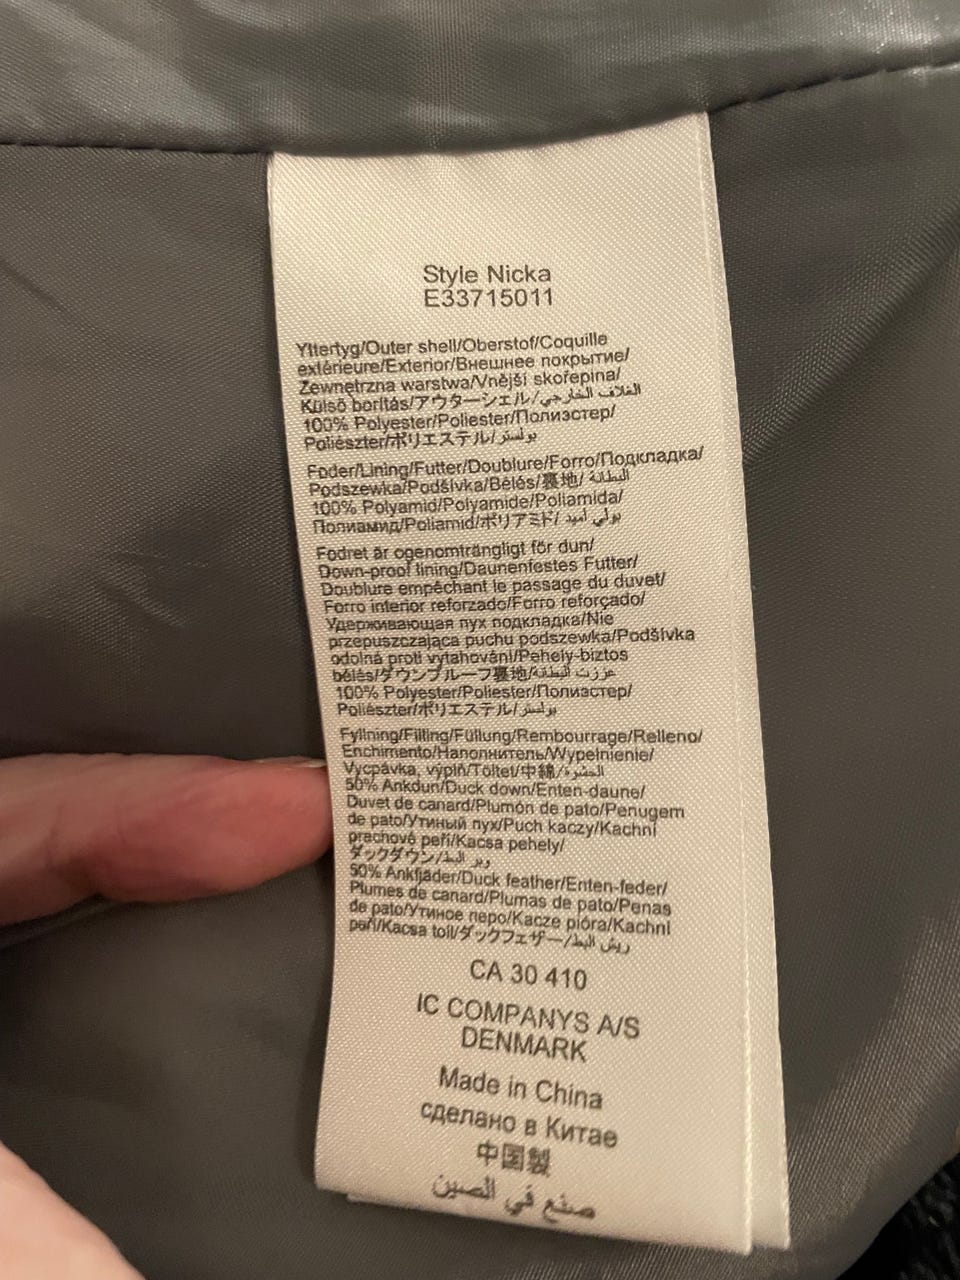 Style Nicka
E33715011
Yttertyg/Outer shell/Oberstof/Coquille
extérieure/Exterior/Внешнее покрытие/
Zewnętrzna warstwa/Vnější skořepina/
Külső borítás/アウターシェル/الغلاف الخارجي
100% Polyester/Poliester/Полиэстер/
Poliészter/ポリエステル/بولستر
Foder/Lining/Futter/Doublure/Forro/Подкладка/
Podszewka/Podšívka/Bélés/裏地/البطانة
100% Polyamid/Polyamide/Poliamida/
Полиамид/Poliamid/ポリアミド/بولي اميد
Fodret är ogenomträngligt för dun/
Down-proof lining/Daunenfestes Futter/
Doublure empêchant le passage du duvet/
Forro interior reforzado/Forro reforçado/
Удерживающая пух подкладка/Nie
przepuszczająca puchu podszewka/Podšívka
odolná proti vytahování/Pehely-biztos
bélés/ダウンプルーフ裏地/عززت البطانة
100% Polyester/Poliester/Полиэстер/
Poliészter/ポリエステル/بولستر
Fyllning/Filling/Füllung/Rembourrage/Relleno/
Enchimento/Наполнитель/Wypełnienie/
Vycpávka, výplň/Töltet/中綿/الحشوة
50% Ankdun/Duck down/Enten-daune/
Duvet de canard/Plumón de pato/Penugem
de pato/Утиный пух/Puch kaczy/Kachní
prachové peří/Kacsa pehely/
ダックダウン/وبر البط
50% Ankfjäder/Duck feather/Enten-feder/
Plumes de canard/Plumas de pato/Penas
de pato/Утиное перо/Kacze pióra/Kachní
peří/Kacsa toll/ダックフェザー/ريش البط
CA 30 410
IC COMPANYS A/S
DENMARK
Made in China
сделано в Китае
中国製
صنع في الصين